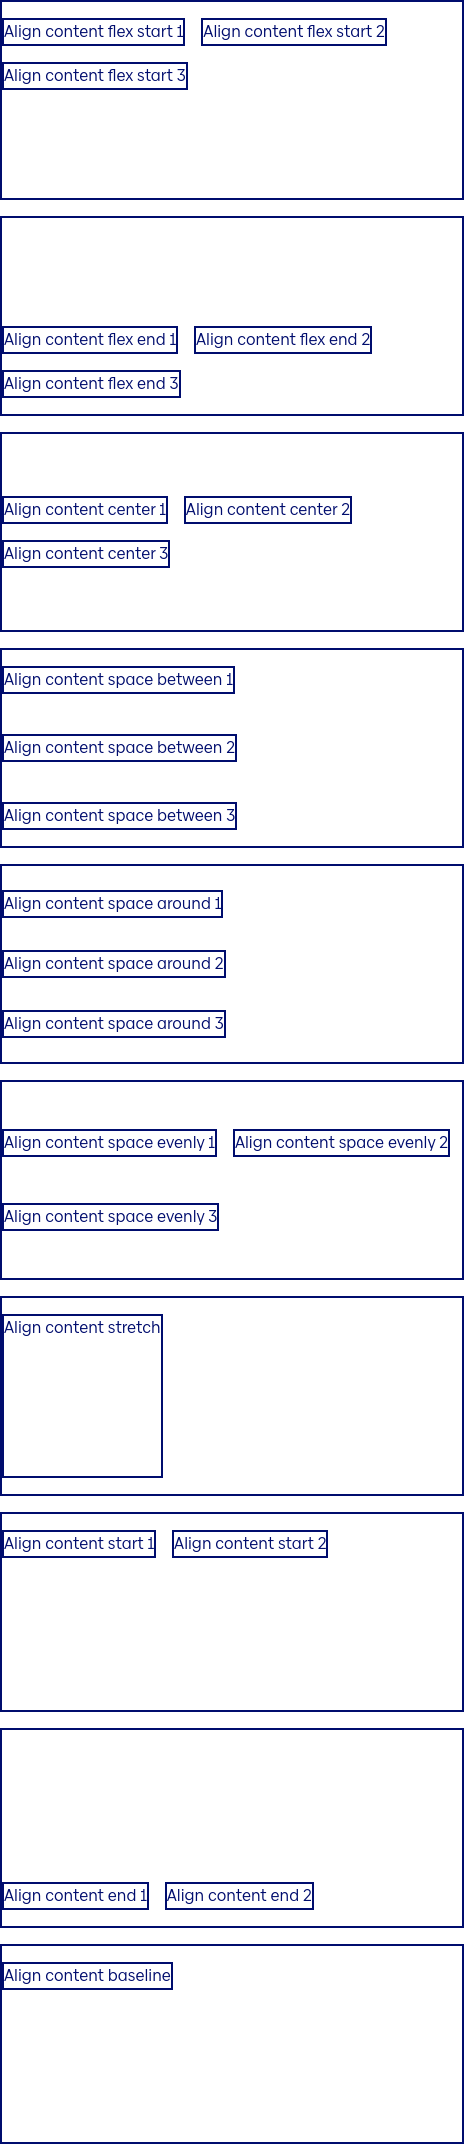 Align content flex start 1 Align content flex start 2
Align content flex start 3
Align content flex end 1 Align content flex end 2
Align content flex end 3
Align content center 1 Align content center 2
Align content center 3
Align content space between 1
Align content space between 2
Align content space between 3
Align content space around 1
Align content space around 2
Align content space around 3
Align content space evenly 1 Align content space evenly 2
Align content space evenly 3
Align content stretch
Align content start 1 Align content start 2
Align content end 1 Align content end 2
Align content baseline